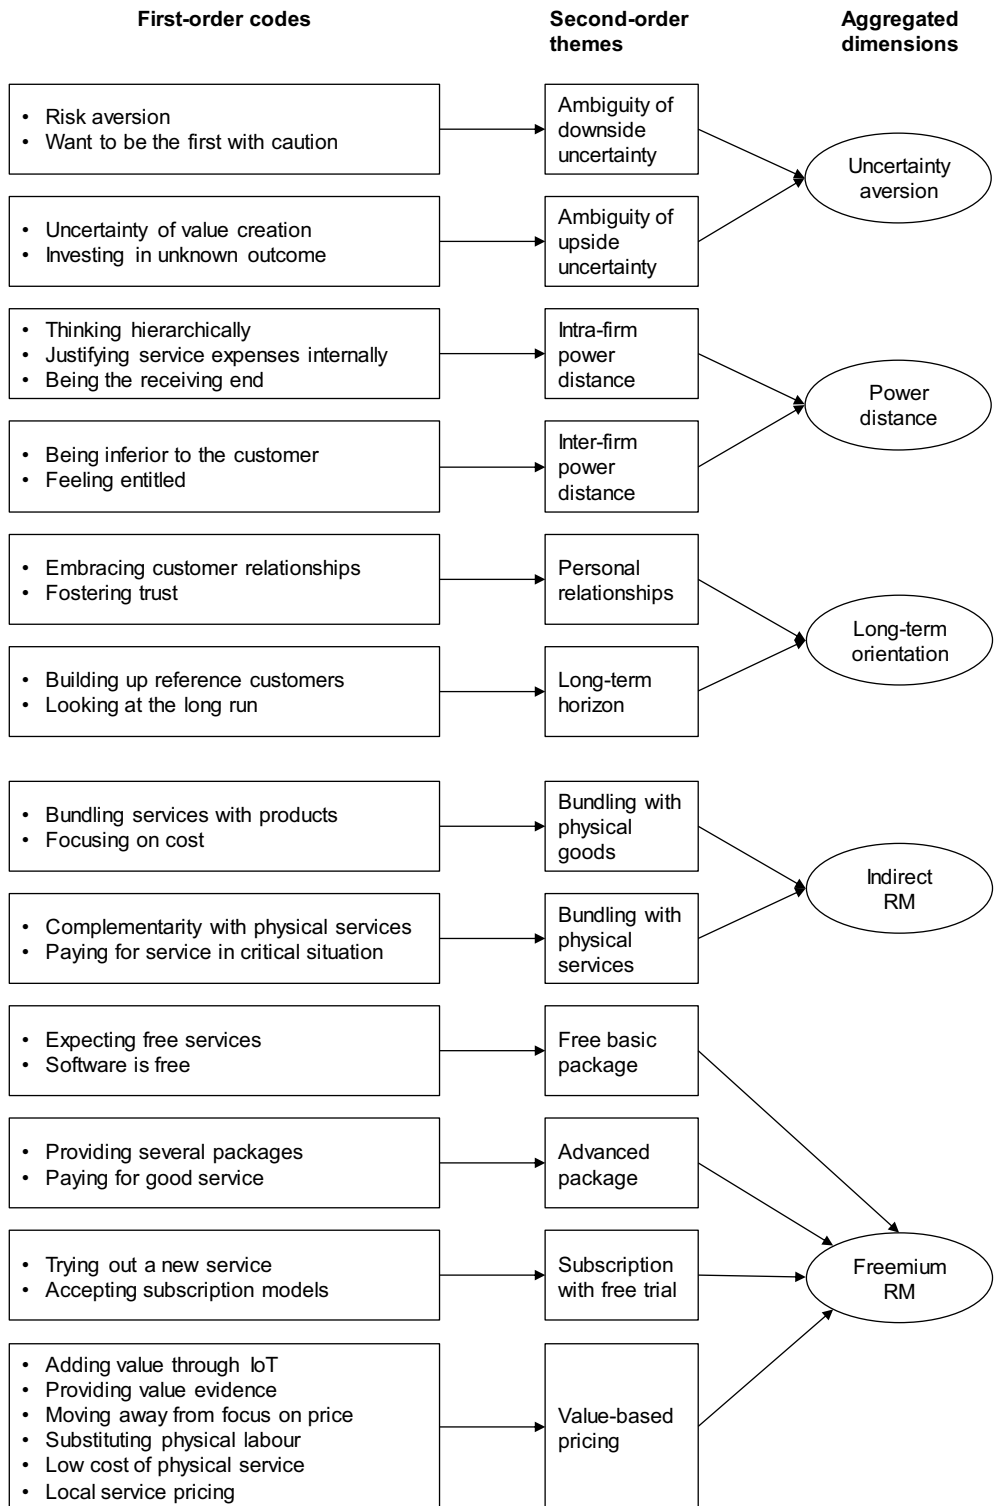 First-order codes
Second-order
themes
Aggregated
dimensions
• Risk aversion
• Want to be the first with caution
Ambiguity of
downside
uncertainty
Uncertainty
aversion
• Uncertainty of value creation
• Investing in unknown outcome
Ambiguity of
upside
uncertainty
• Thinking hierarchically
• Justifying service expenses internally
• Being the receiving end
Intra-firm
power
distance
Power
distance
• Being inferior to the customer
• Feeling entitled
Inter-firm
power
distance
• Embracing customer relationships
• Fostering trust
Personal
relationships
Long-term
orientation
• Building up reference customers
• Looking at the long run
Long-term
horizon
• Bundling services with products
• Focusing on cost
Bundling with
physical
goods
Indirect
RM
• Complementarity with physical services
• Paying for service in critical situation
Bundling with
physical
services
• Expecting free services
• Software is free
Free basic
package
• Providing several packages
• Paying for good service
Advanced
package
• Trying out a new service
• Accepting subscription models
Subscription
with free trial
Freemium
RM
• Adding value through IoT
• Providing value evidence
• Moving away from focus on price
• Substituting physical labour
• Low cost of physical service
• Local service pricing
Value-based
pricing